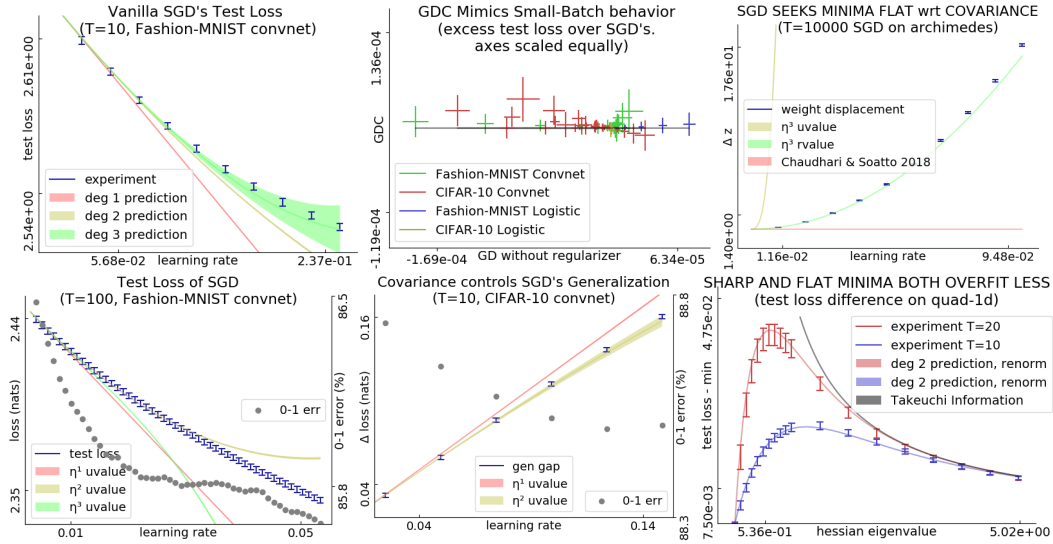 Vanilla SGD's Test Loss
(T=10, Fashion-MNIST convnet)
2.61e+00
test loss
2.54e+00
experiment
deg 1 prediction
deg 2 prediction
deg 3 prediction
5.68e-02
learning rate
2.37e-01
GDC Mimics Small-Batch behavior
(excess test loss over SGD's.
axes scaled equally)
1.36e-04
GDC
-1.19e-04
Fashion-MNIST Convnet
CIFAR-10 Convnet
Fashion-MNIST Logistic
CIFAR-10 Logistic
-1.69e-04
GD without regularizer
6.34e-05
SGD SEEKS MINIMA FLAT wrt COVARIANCE
(T=10000 SGD on archimedes)
1.76e+01
Δ z
1.40e+00
weight displacement
η³ uvalue
η³ rvalue
Chaudhari & Soatto 2018
1.16e-02
learning rate
9.48e-02
Test Loss of SGD
(T=100, Fashion-MNIST convnet)
2.44
loss (nats)
2.35
86.5
0-1 error (%)
85.8
0-1 err
test loss
η¹ uvalue
η² uvalue
η³ uvalue
0.01
learning rate
0.05
Covariance controls SGD's Generalization
(T=10, CIFAR-10 convnet)
0.16
Δ loss (nats)
0.04
88.8
0-1 error (%)
88.3
gen gap
η¹ uvalue
η² uvalue
0-1 err
0.04
learning rate
0.14
SHARP AND FLAT MINIMA BOTH OVERFIT LESS
(test loss difference on quad-1d)
4.75e-02
test loss - min
7.50e-03
experiment T=20
experiment T=10
deg 2 prediction, renorm
deg 2 prediction, renorm
Takeuchi Information
5.36e-01
hessian eigenvalue
5.02e+00